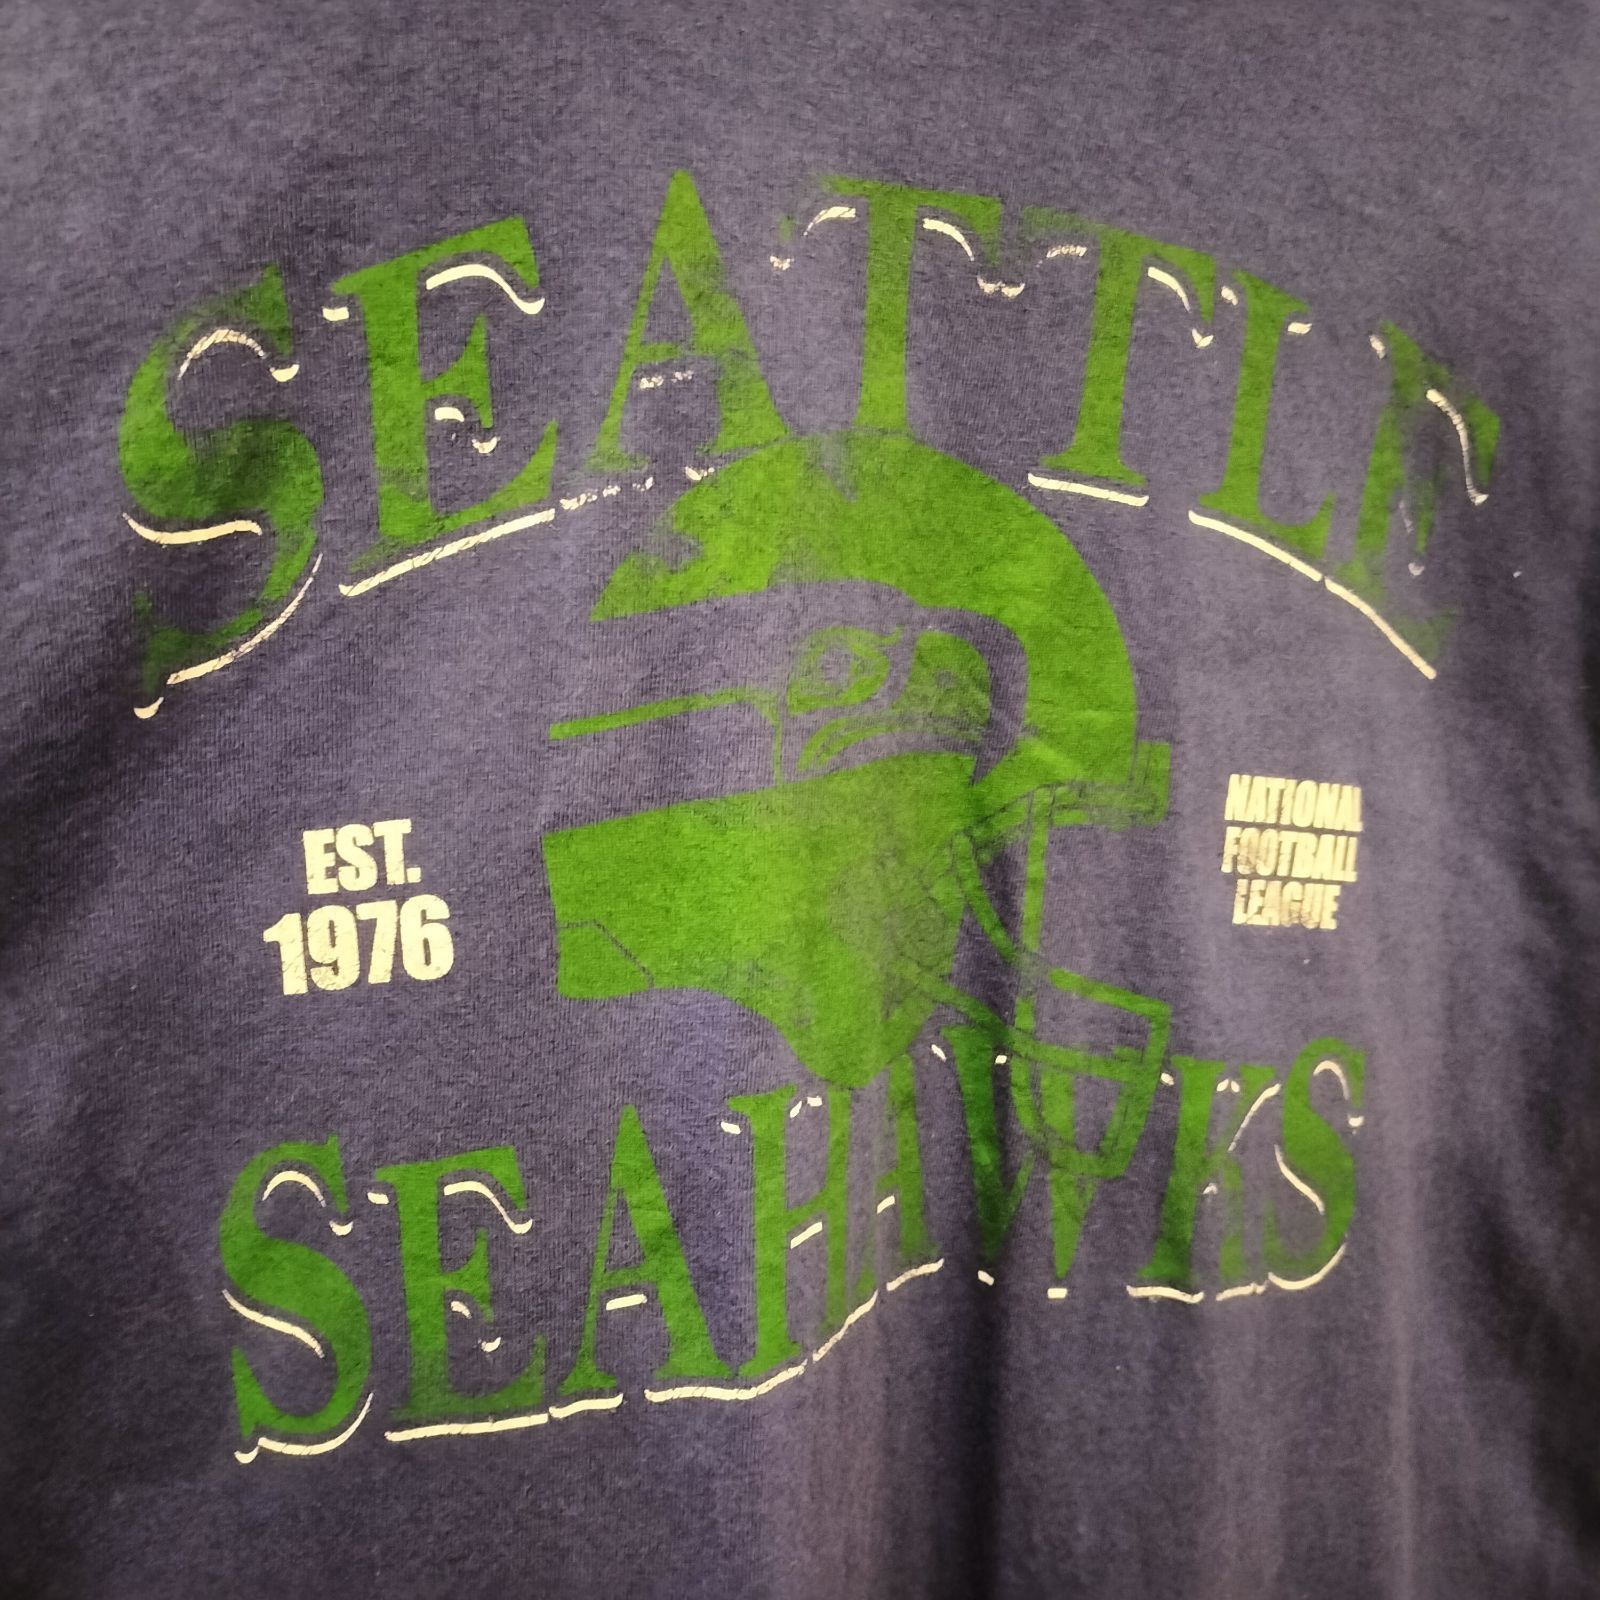 SEATTLE
EST.
1976
NATIONAL
FOOTBALL
LEAGUE
SEAHAWKS